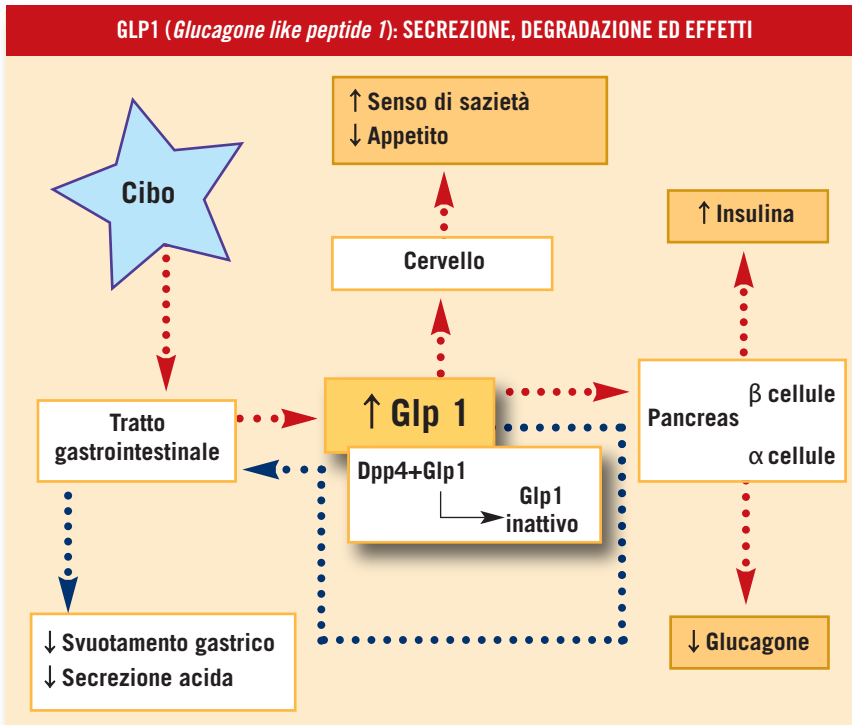 GLP1 (Glucagone like peptide 1): SECREZIONE, DEGRADAZIONE ED EFFETTI
↑ Senso di sazietà
↓ Appetito
Cibo
↑ Insulina
Cervello
Tratto
gastrointestinale
↑ Glp 1
Dpp4+Glp1
Glp1
inattivo
Pancreas
β cellule
α cellule
↓ Svuotamento gastrico
↓ Secrezione acida
↓ Glucagone